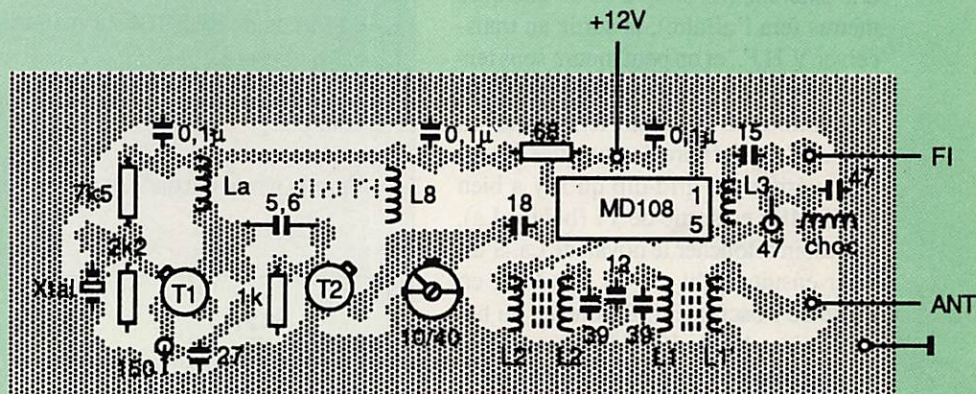 +12V
0,1µ
0,1µ
68
0,1µ
15
FI
7k5
La
L8
MD108
1
5
L3
47
5,6
18
47
choc
2k2
Xtal
T1
1k
T2
12
ANT
10/40
39
39
L2
L2'
L1
L1'
150
27